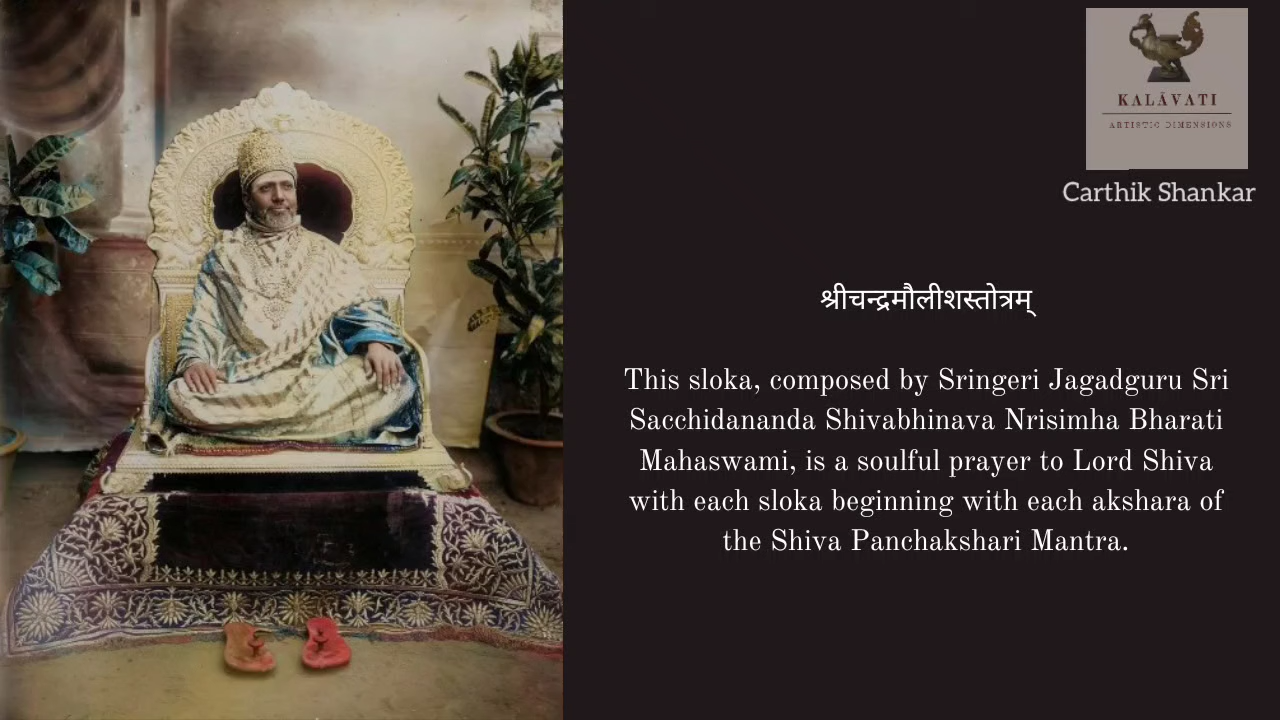 KALĀVATI
ARTISTIC DIMENSIONS
Carthik Shankar
श्रीचन्द्रमौलीशस्तोत्रम्
This sloka, composed by Sringeri Jagadguru Sri
Sacchidananda Shivabhinava Nrisimha Bharati
Mahaswami, is a soulful prayer to Lord Shiva
with each sloka beginning with each akshara of
the Shiva Panchakshari Mantra.